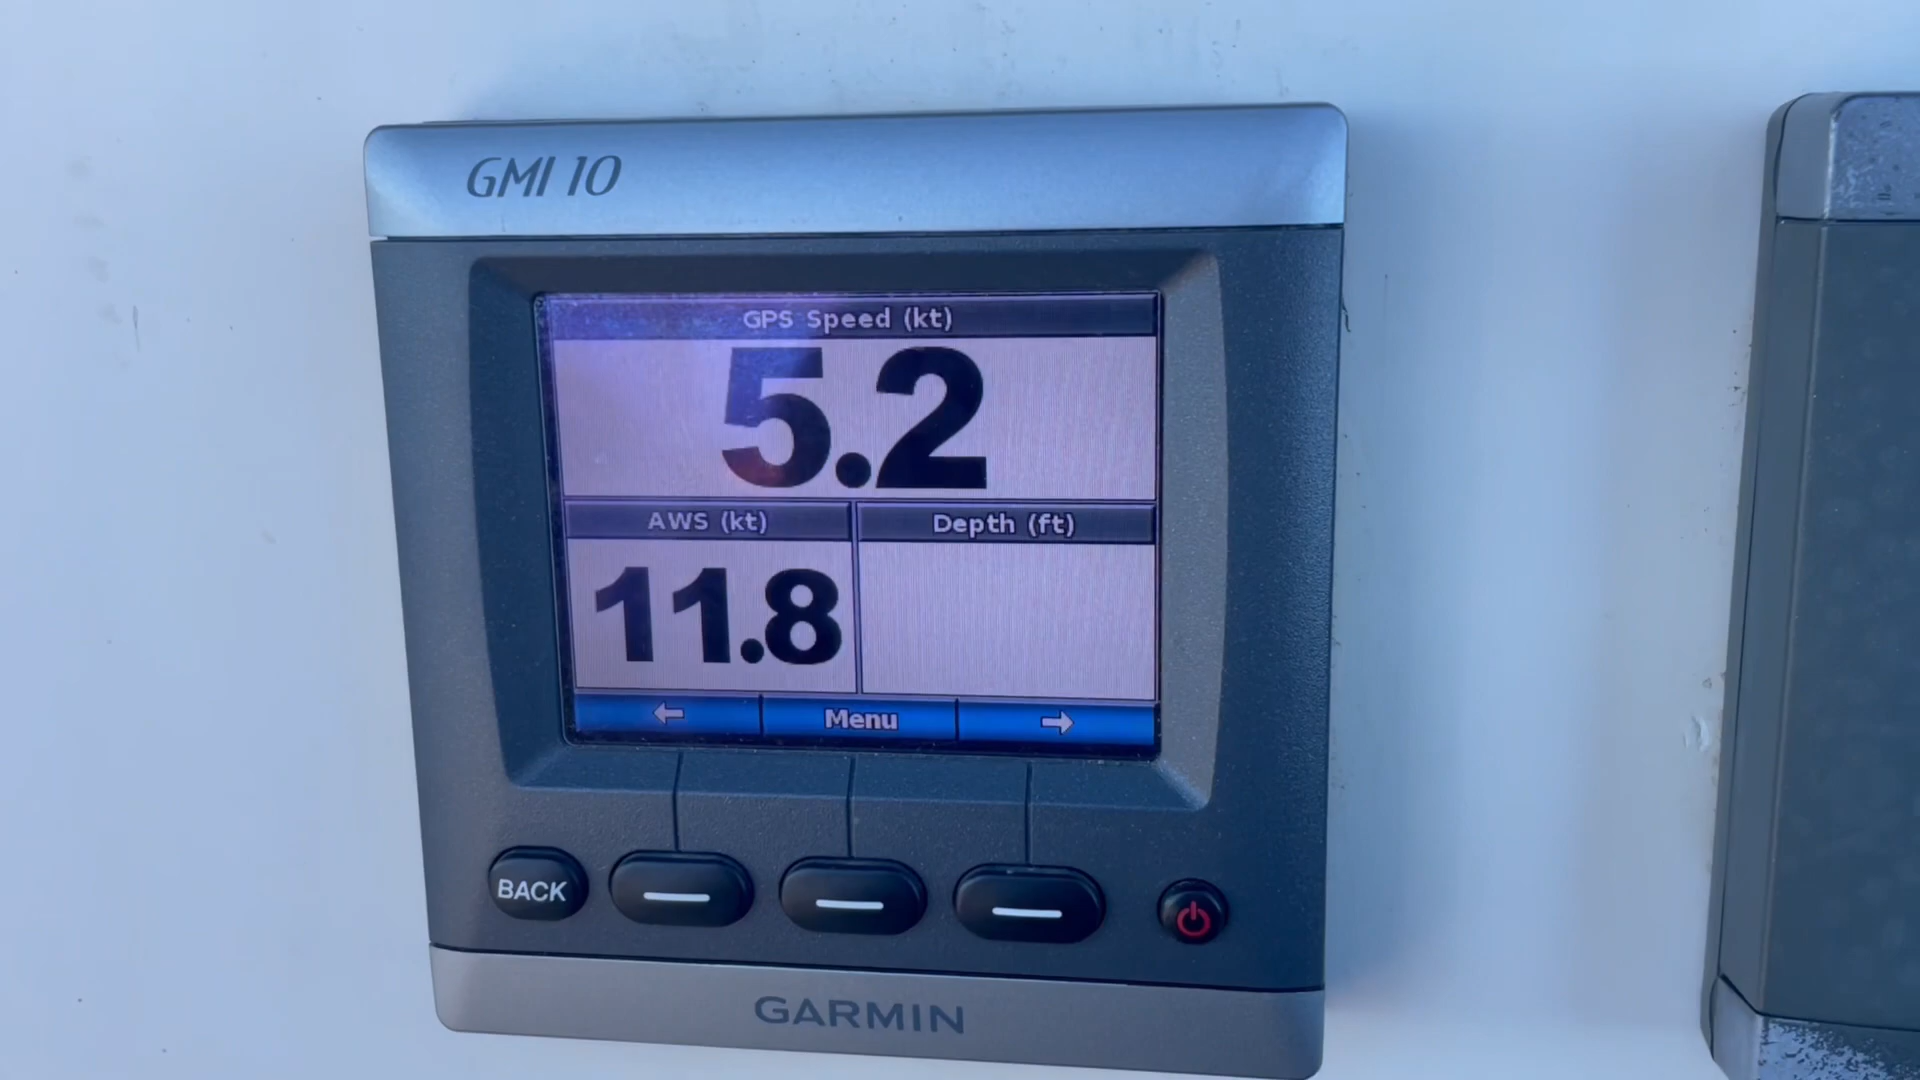 GMI 10
GPS Speed (kt)
5.2
AWS (kt)
Depth (ft)
11.8
← Menu →
BACK
GARMIN